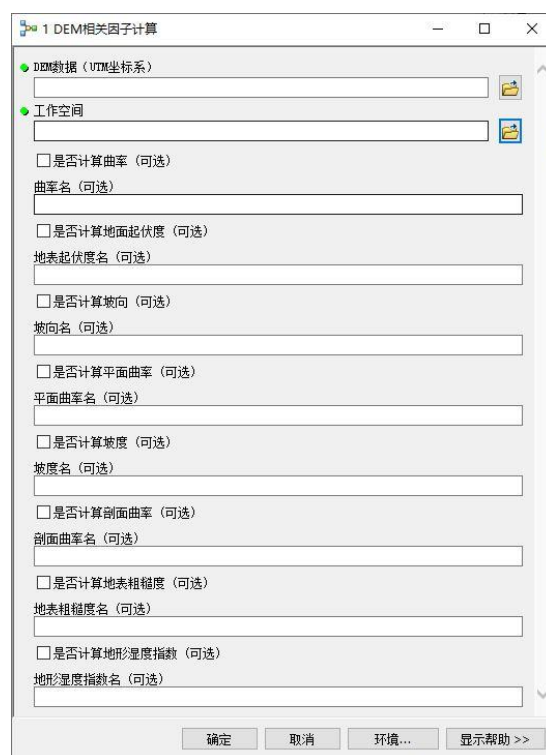 1 DEM相关因子计算
DEM数据（UTM坐标系）
工作空间
是否计算曲率（可选）
曲率名（可选）
是否计算地面起伏度（可选）
地表起伏度名（可选）
是否计算坡向（可选）
坡向名（可选）
是否计算平面曲率（可选）
平面曲率名（可选）
是否计算坡度（可选）
坡度名（可选）
是否计算剖面曲率（可选）
剖面曲率名（可选）
是否计算地表粗糙度（可选）
地表粗糙度名（可选）
是否计算地形湿度指数（可选）
地形湿度指数名（可选）
确定 取消 环境... 显示帮助 >>